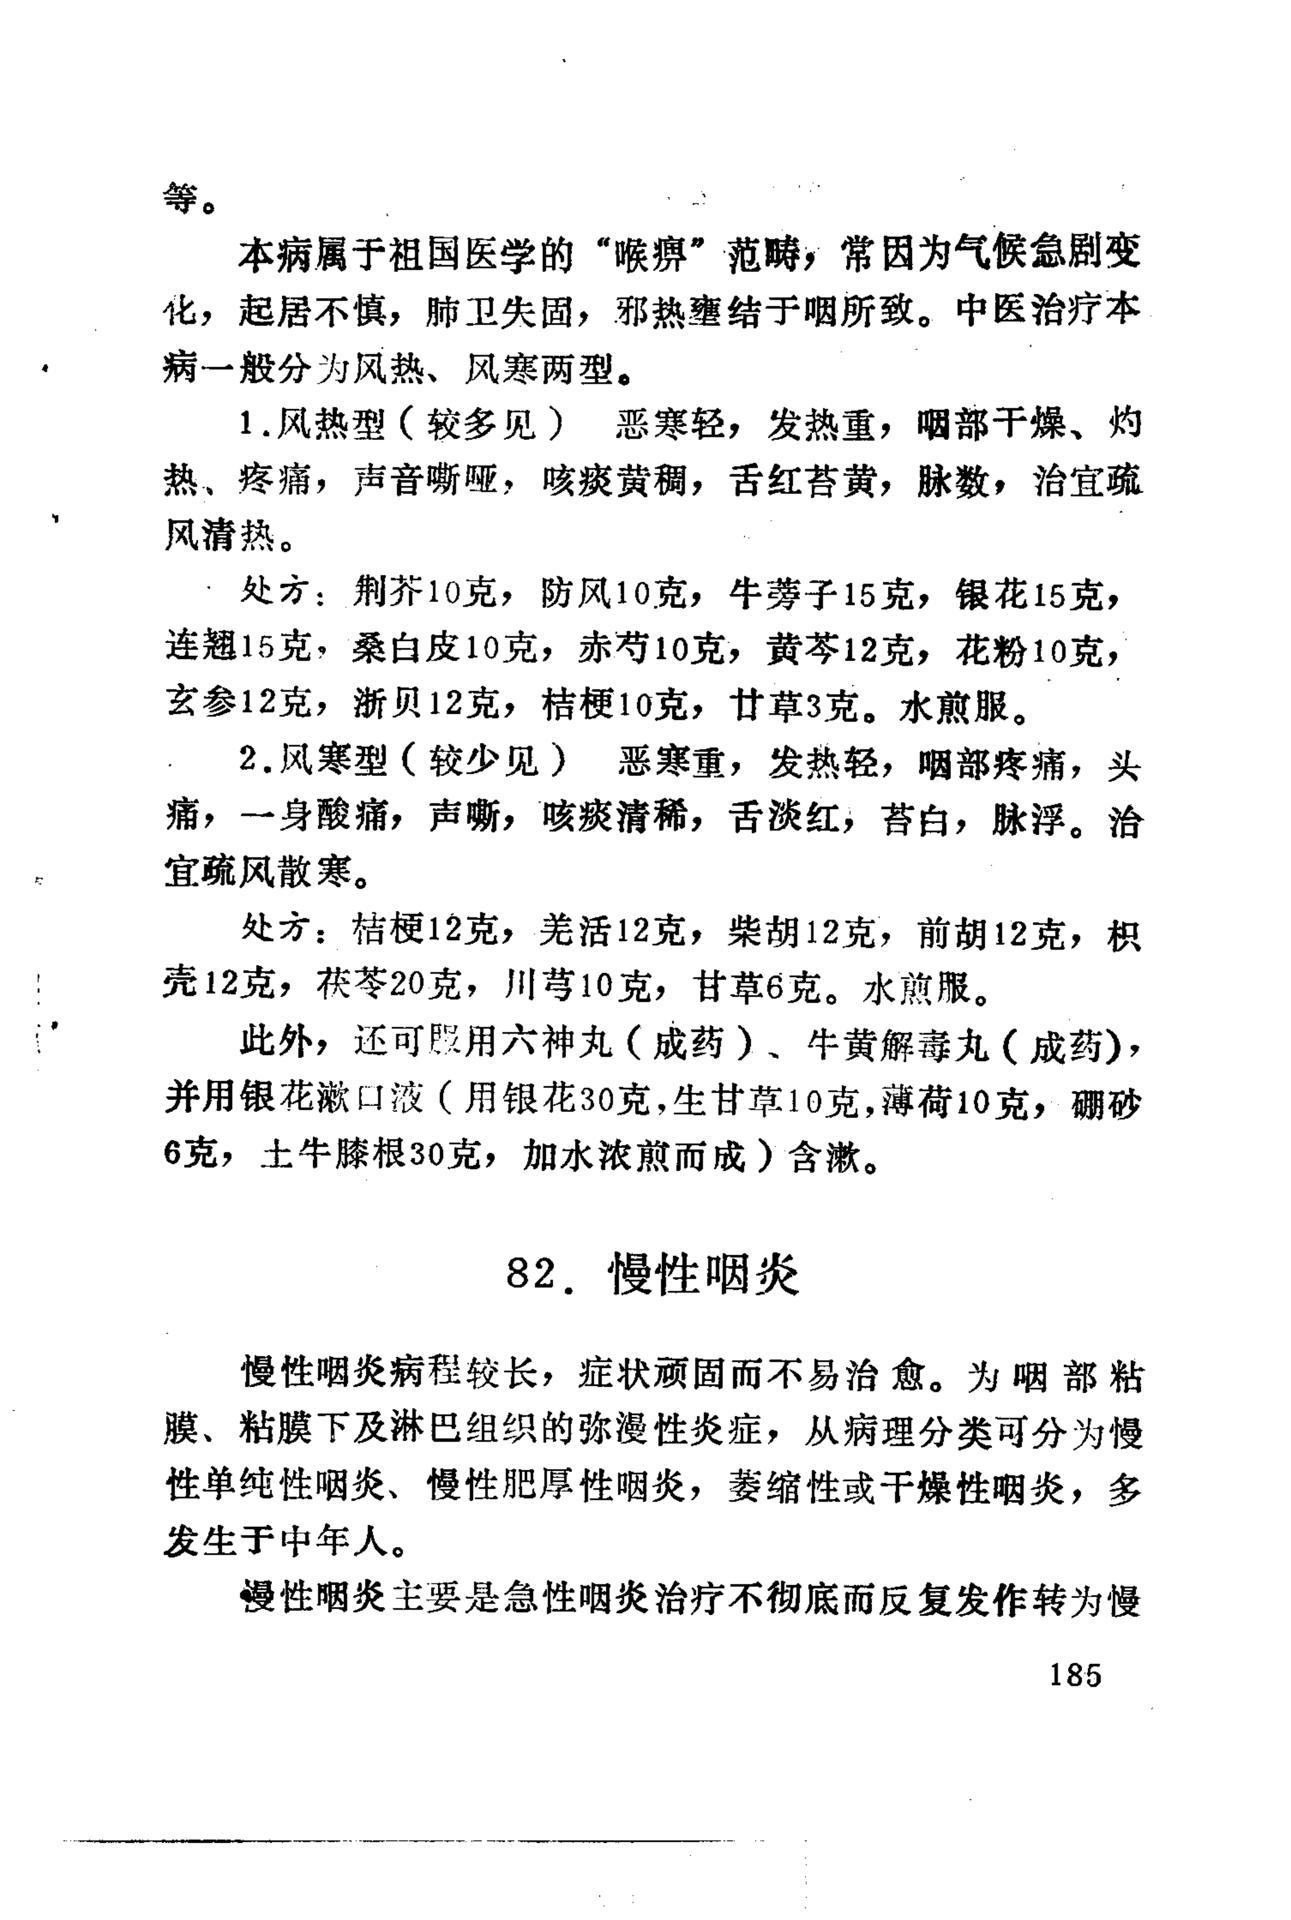 等。
本病属于祖国医学的“喉痹”范畴，常因为气候急剧变
化，起居不慎，肺卫失固，邪热壅结于咽所致。中医治疗本
病一般分为风热、风寒两型。
1.风热型（较多见） 恶寒轻，发热重，咽部干燥、灼
热、疼痛，声音嘶哑，咳痰黄稠，舌红苔黄，脉数，治宜疏
风清热。
处方：荆芥10克，防风10克，牛蒡子15克，银花15克，
连翘15克，桑白皮10克，赤芍10克，黄芩12克，花粉10克，
玄参12克，浙贝12克，桔梗10克，甘草3克。水煎服。
2.风寒型（较少见） 恶寒重，发热轻，咽部疼痛，头
痛，一身酸痛，声嘶，咳痰清稀，舌淡红，苔白，脉浮。治
宜疏风散寒。
处方：桔梗12克，羌活12克，柴胡12克，前胡12克，枳
壳12克，茯苓20克，川芎10克，甘草6克。水煎服。
此外，还可服用六神丸（成药）、牛黄解毒丸（成药），
并用银花漱口液（用银花30克，生甘草10克，薄荷10克，硼砂
6克，土牛膝根30克，加水浓煎而成）含漱。
82．慢性咽炎
慢性咽炎病程较长，症状顽固而不易治愈。为咽部粘
膜、粘膜下及淋巴组织的弥漫性炎症，从病理分类可分为慢
性单纯性咽炎、慢性肥厚性咽炎，萎缩性或干燥性咽炎，多
发生于中年人。
慢性咽炎主要是急性咽炎治疗不彻底而反复发作转为慢
185